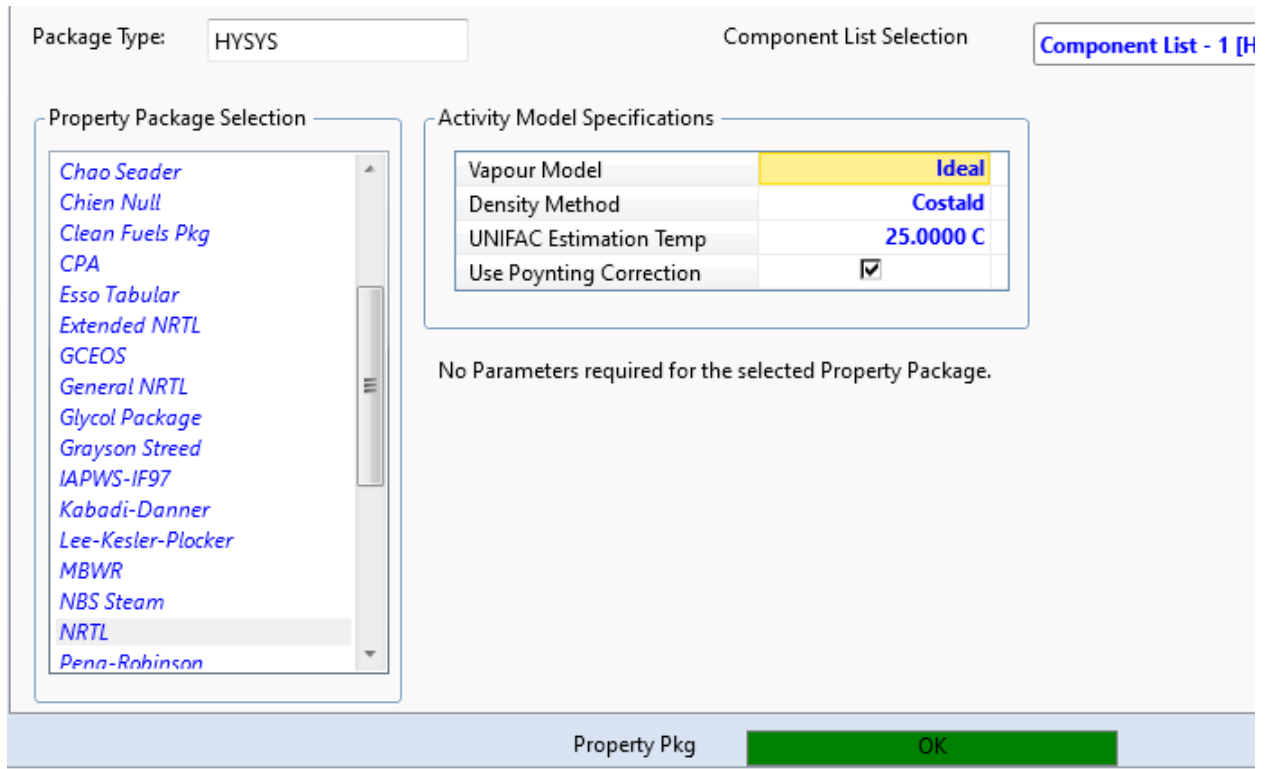 Package Type:
HYSYS
Component List Selection
Component List - 1 [H
Property Package Selection
Chao Seader
Chien Null
Clean Fuels Pkg
CPA
Esso Tabular
Extended NRTL
GCEOS
General NRTL
Glycol Package
Grayson Streed
IAPWS-IF97
Kabadi-Danner
Lee-Kesler-Plocker
MBWR
NBS Steam
NRTL
Peng-Robinson
Activity Model Specifications
Vapour Model Ideal
Density Method Costald
UNIFAC Estimation Temp 25.0000 C
Use Poynting Correction
No Parameters required for the selected Property Package.
Property Pkg
OK